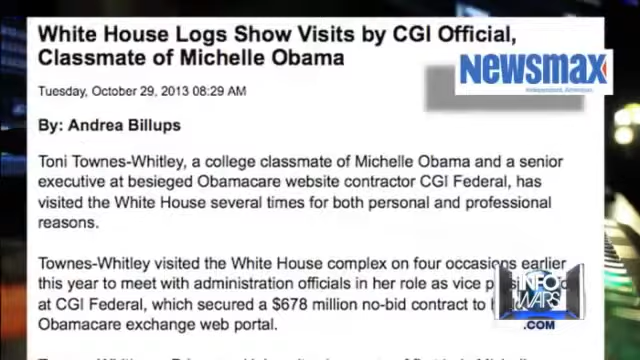 White House Logs Show Visits by CGI Official,
Classmate of Michelle Obama
Newsmax
Independent. American.
Tuesday, October 29, 2013 08:29 AM
By: Andrea Billups
Toni Townes-Whitley, a college classmate of Michelle Obama and a senior
executive at besieged Obamacare website contractor CGI Federal, has
visited the White House several times for both personal and professional
reasons.
Townes-Whitley visited the White House complex on four occasions earlier
this year to meet with administration officials in her role as vice
at CGI Federal, which secured a $678 million no-bid contract to
Obamacare exchange web portal.
INFO
WARS
.COM